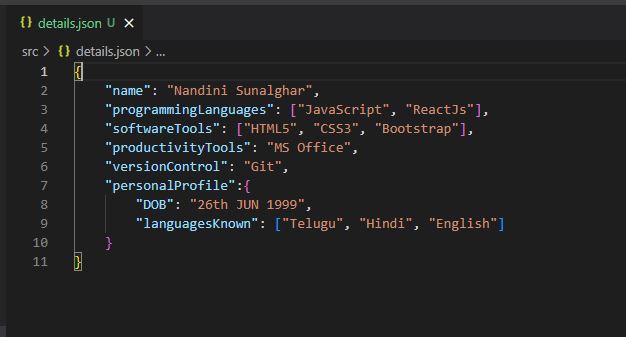 {} details.json U ×
src > {} details.json > ...
1 {
2     "name": "Nandini Sunalghar",
3     "programmingLanguages": ["JavaScript", "ReactJs"],
4     "softwareTools": ["HTML5", "CSS3", "Bootstrap"],
5     "productivityTools": "MS Office",
6     "versionControl": "Git",
7     "personalProfile":{
8         "DOB": "26th JUN 1999",
9         "languagesKnown": ["Telugu", "Hindi", "English"]
10     }
11 }